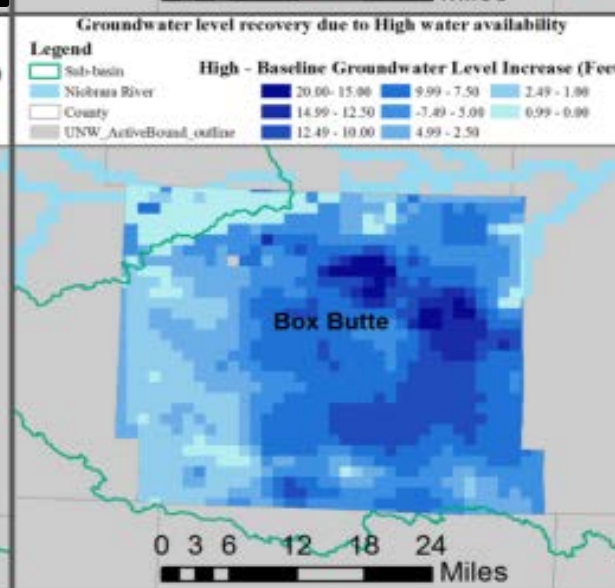 Groundwater level recovery due to High water availability
Legend
High - Baseline Groundwater Level Increase (Feet
Sub-basin
Niobrara River
County
UNW_ActiveBound_outline
20.00- 15.00
14.99 - 12.50
12.49 - 10.00
9.99 - 7.50
-7.49 - 5.00
4.99 - 2.50
2.49 - 1.00
0.99 - 0.00
Box Butte
0 3 6 12 18 24
Miles